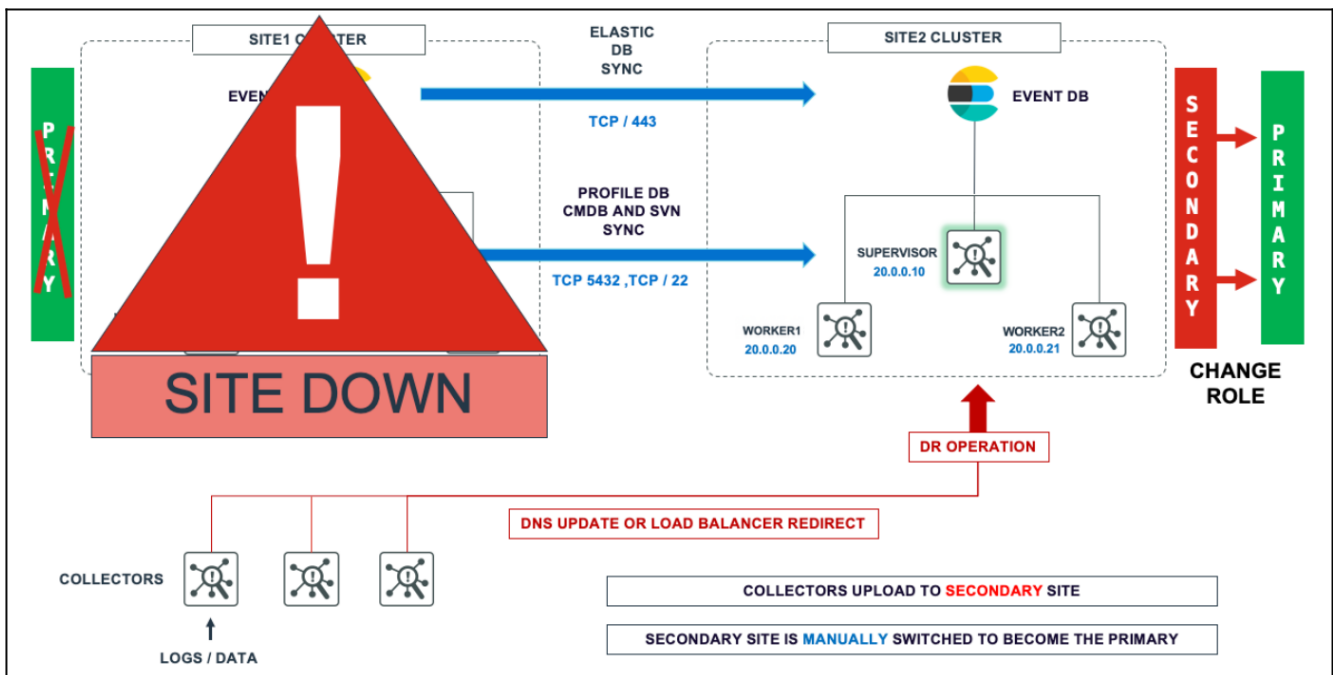 SITE1 CLUSTER
ELASTIC
DB
SYNC
SITE2 CLUSTER
EVENT DB
TCP / 443
PRIMARY
SECONDARY
PRIMARY
PROFILE DB
CMDB AND SVN
SYNC
SUPERVISOR
20.0.0.10
TCP 5432 ,TCP / 22
WORKER1
20.0.0.20
WORKER2
20.0.0.21
!
SITE DOWN
CHANGE
ROLE
DR OPERATION
DNS UPDATE OR LOAD BALANCER REDIRECT
COLLECTORS
COLLECTORS UPLOAD TO SECONDARY SITE
SECONDARY SITE IS MANUALLY SWITCHED TO BECOME THE PRIMARY
LOGS / DATA